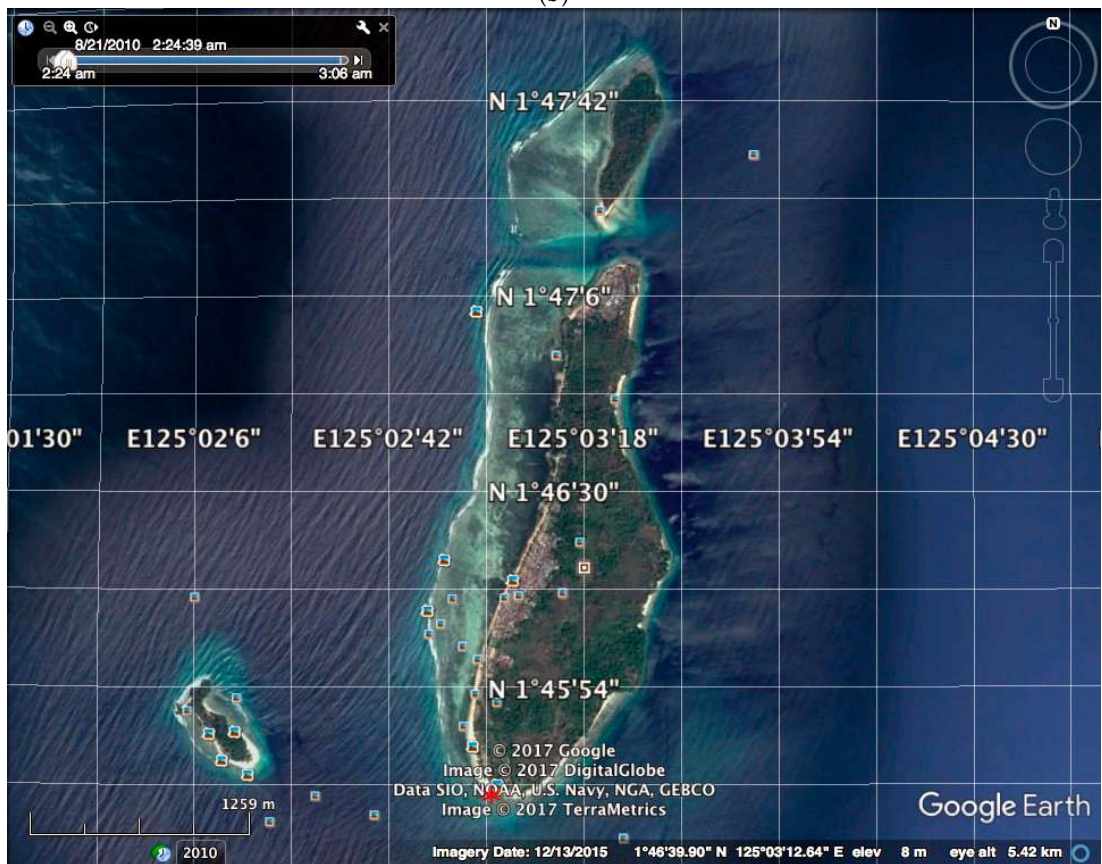 (b)
8/21/2010 2:24:39 am
2:24 am 3:06 am
N
N 1°47'42"
N 1°47'6"
01'30" E125°02'6" E125°02'42" E125°03'18" E125°03'54" E125°04'30"
N 1°46'30"
N 1°45'54"
© 2017 Google
Image © 2017 DigitalGlobe
Data SIO, NOAA, U.S. Navy, NGA, GEBCO
Image © 2017 TerraMetrics
1259 m
Google Earth
2010
Imagery Date: 12/13/2015 1°46'39.90" N 125°03'12.64" E elev 8 m eye alt 5.42 km